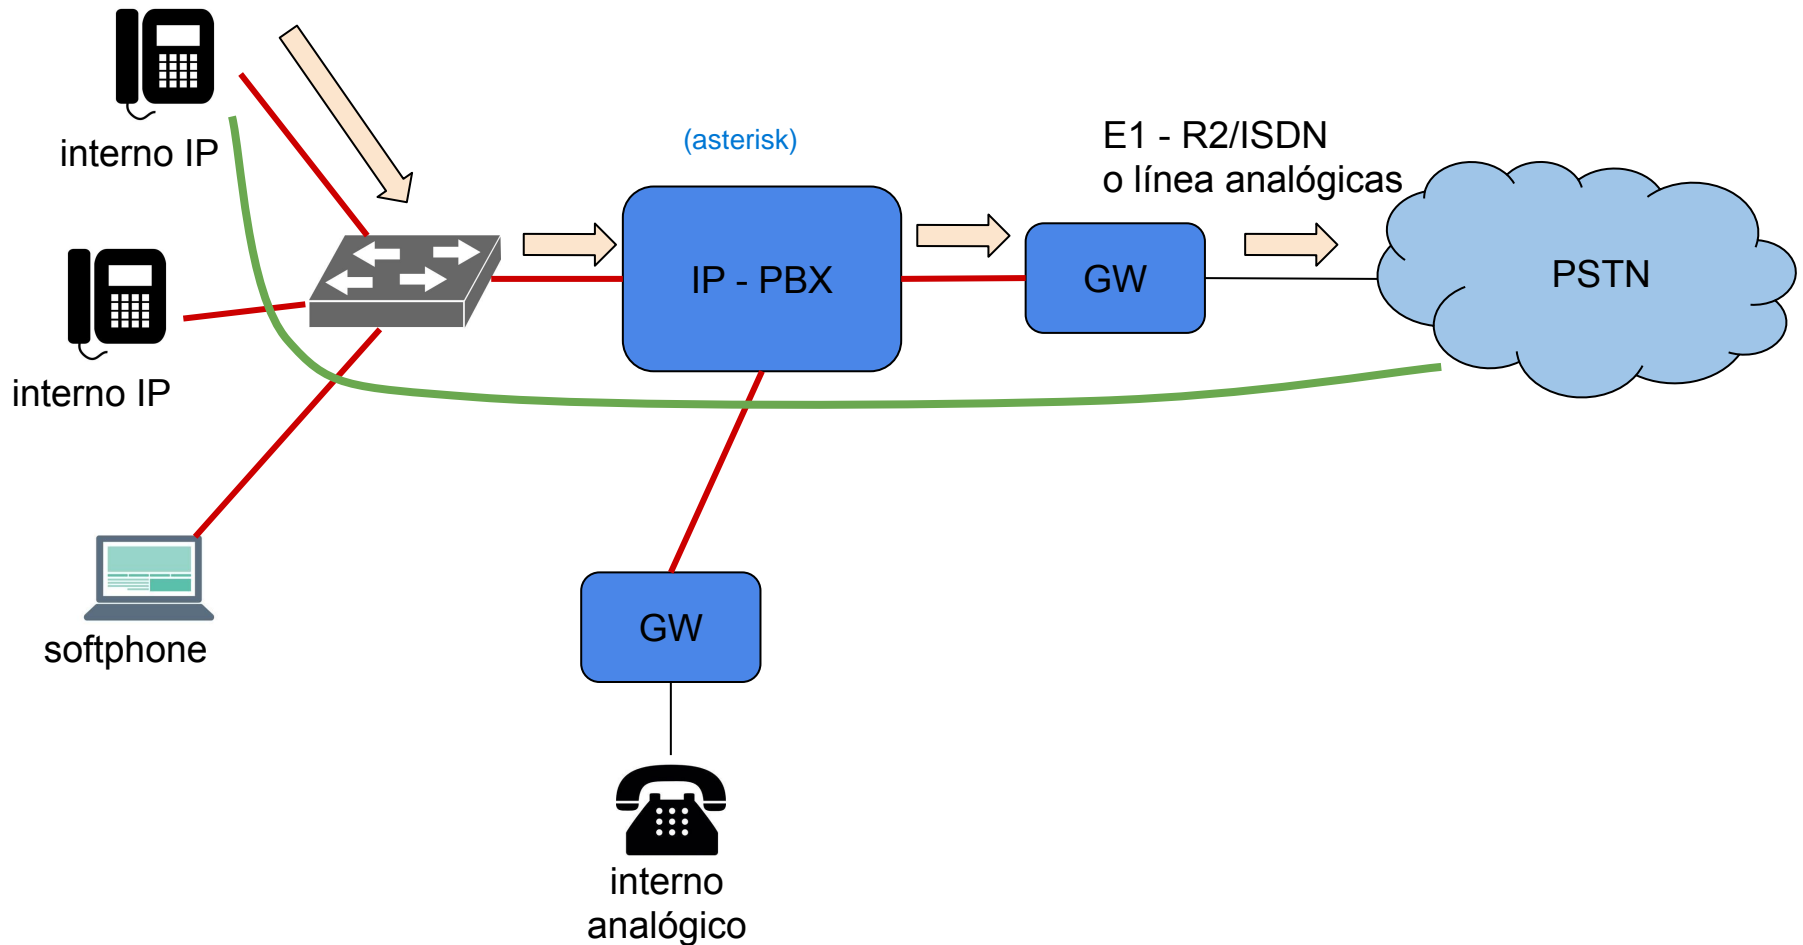 interno IP
(asterisk)
E1 - R2/ISDN
o línea analógicas
IP - PBX
GW
PSTN
interno IP
softphone
GW
interno
analógico